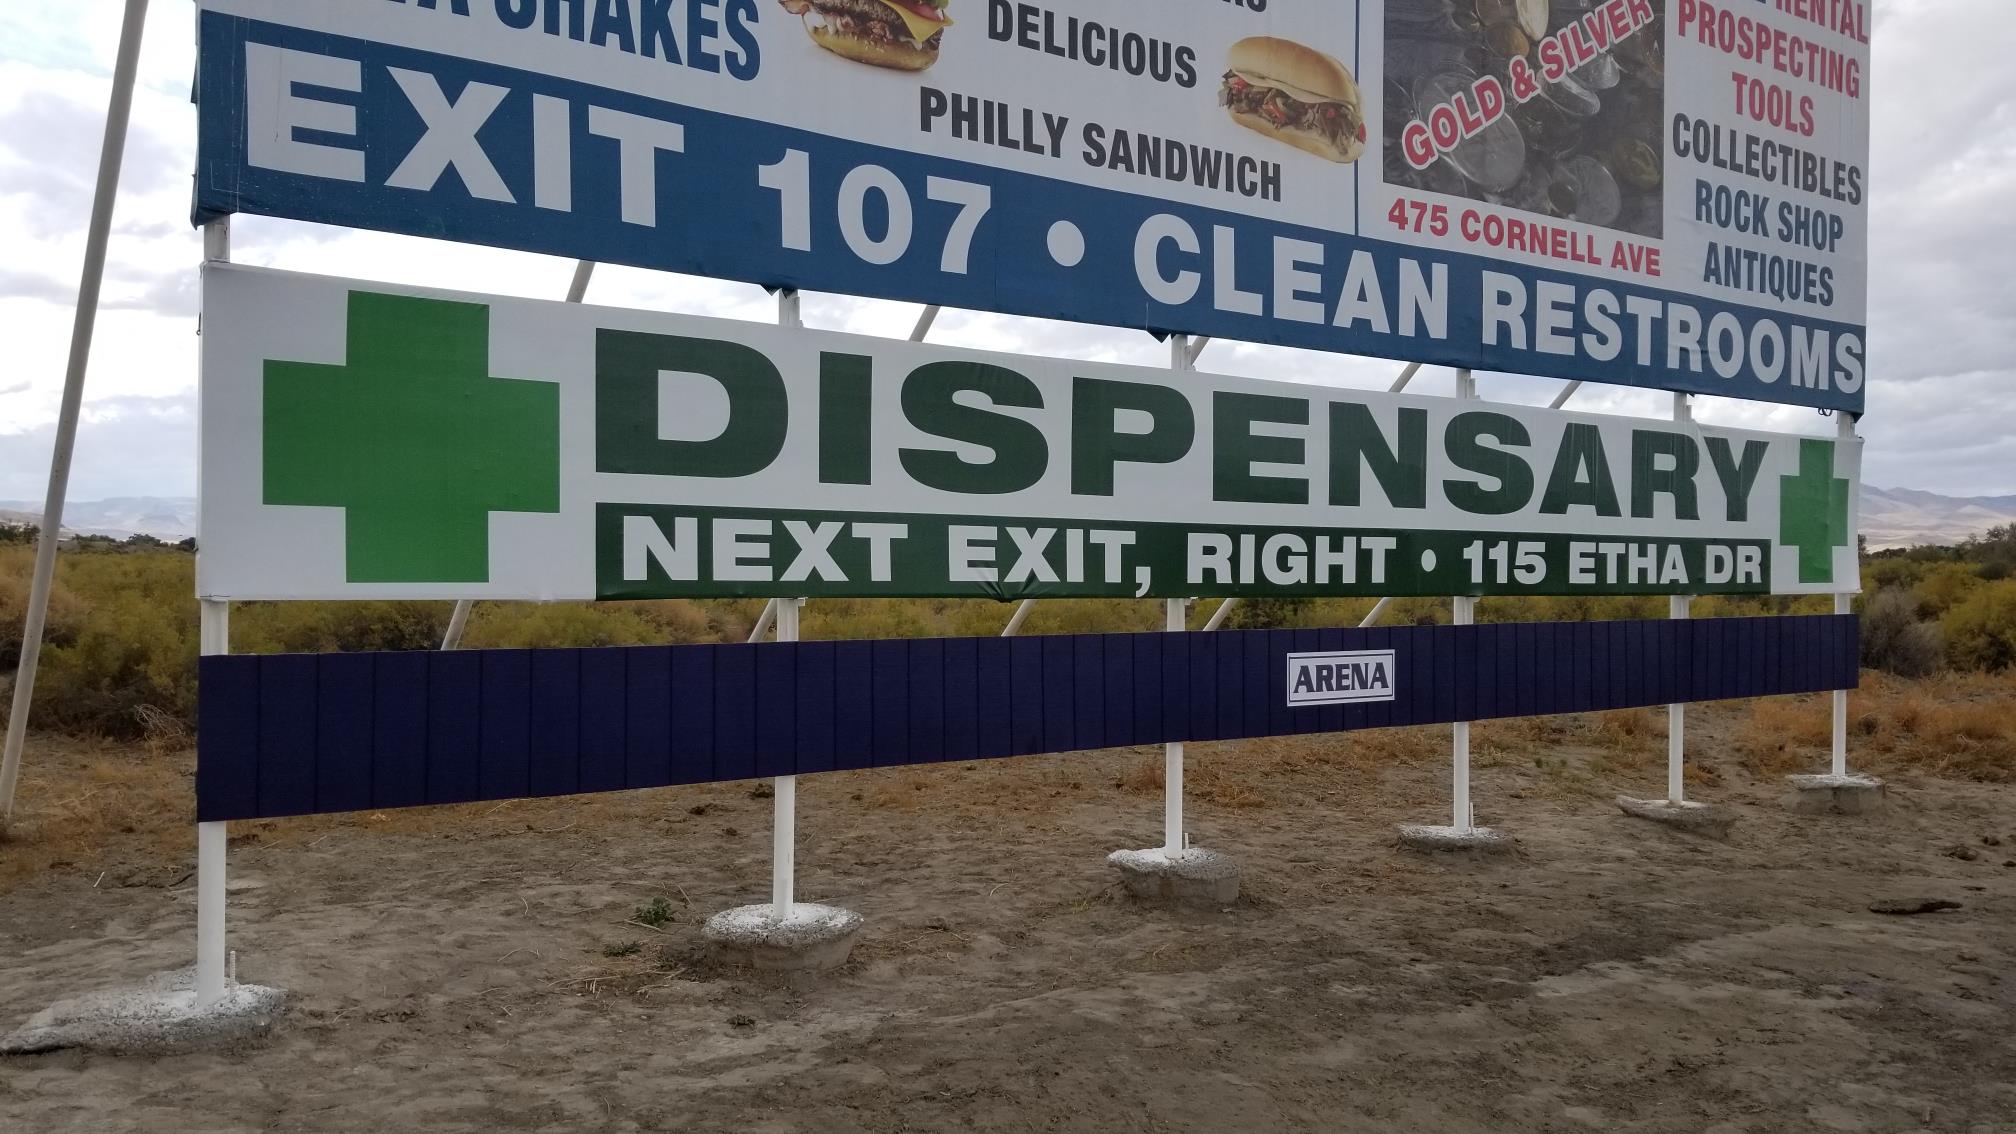 SHAKES
DELICIOUS
PHILLY SANDWICH
GOLD & SILVER
475 CORNELL AVE
RENTAL
PROSPECTING
TOOLS
COLLECTIBLES
ROCK SHOP
ANTIQUES
EXIT 107 • CLEAN RESTROOMS
DISPENSARY
NEXT EXIT, RIGHT • 115 ETHA DR
ARENA